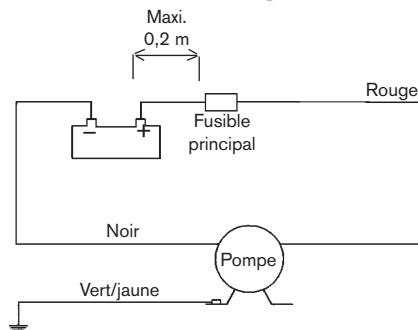 Maxi.
0,2 m
Rouge
− +
Fusible
principal
Noir
Pompe
Vert/jaune